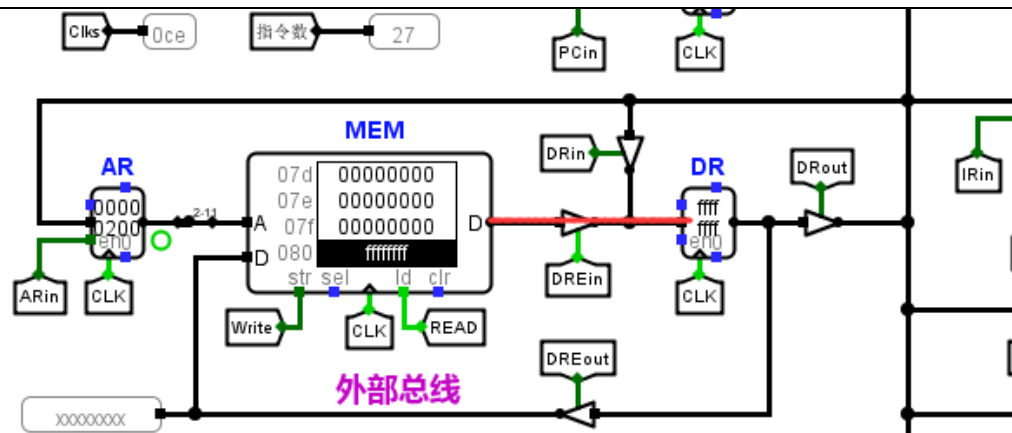 Clks
0ce
指令数
27
PCin
CLK
MEM
DRin
AR
DR
DRout
IRin
0000
0200
en0
2-11
A
D
07d 00000000
07e 00000000
07f 00000000
080 ffffffff
D
str sel ld clr
ffff
ffff
en0
ARin
CLK
Write
CLK
READ
DREin
CLK
外部总线
DREout
xxxxxxxx